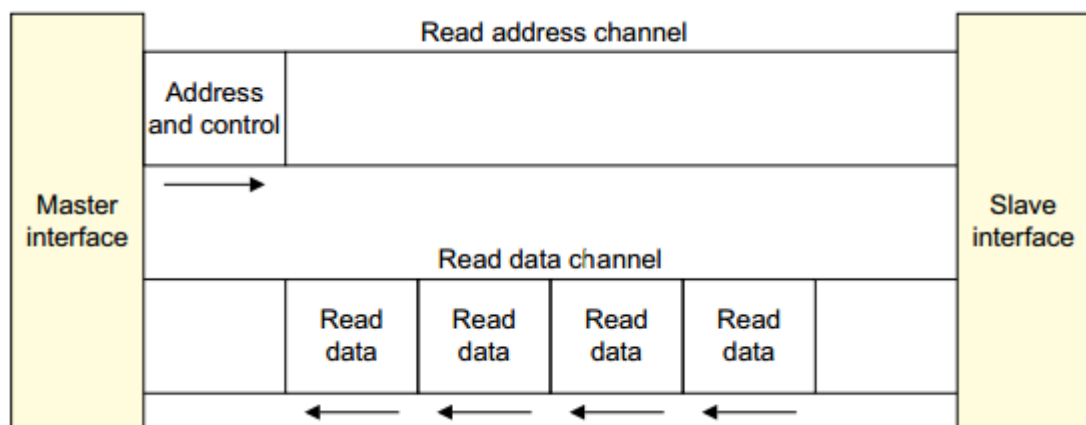 Read address channel
Address
and control
Master
interface
Slave
interface
Read data channel
Read
data
Read
data
Read
data
Read
data